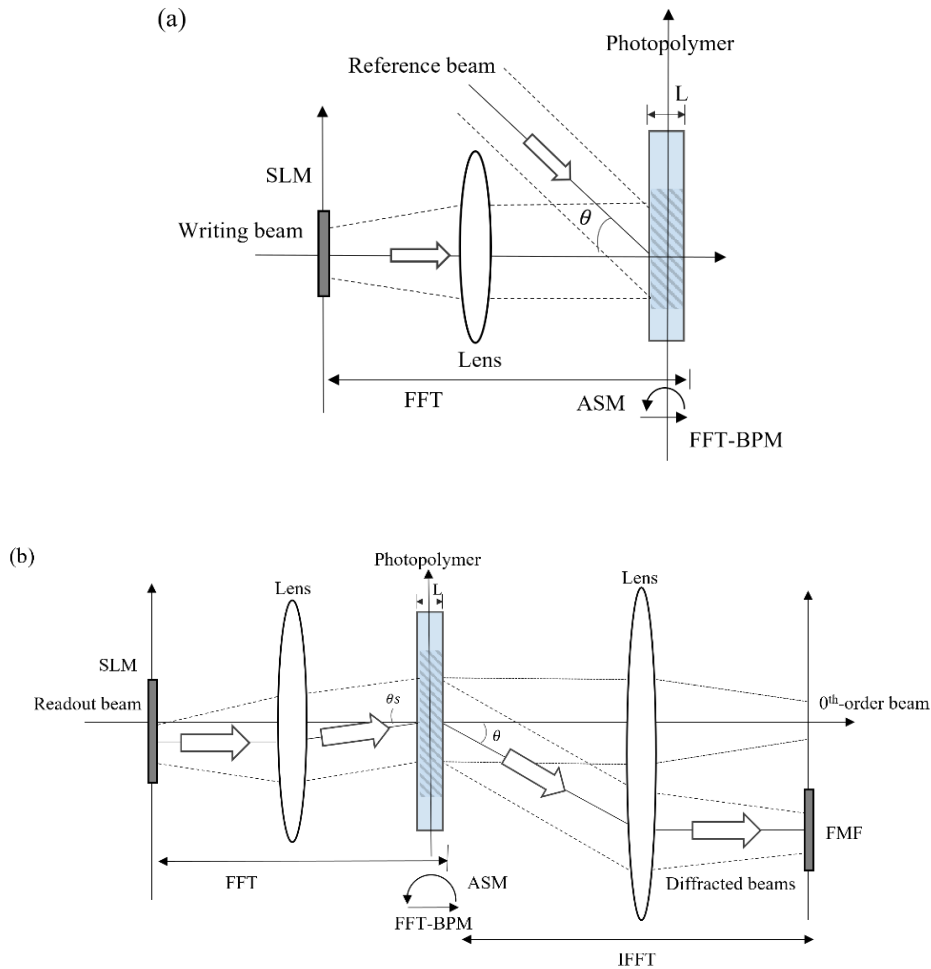 (a)
Photopolymer
Reference beam
L
SLM
θ
Writing beam
Lens
FFT
ASM
FFT-BPM
(b)
Photopolymer
Lens
Lens
L
SLM
Readout beam
θs
θ
0th-order beam
FMF
FFT
ASM
Diffracted beams
FFT-BPM
IFFT